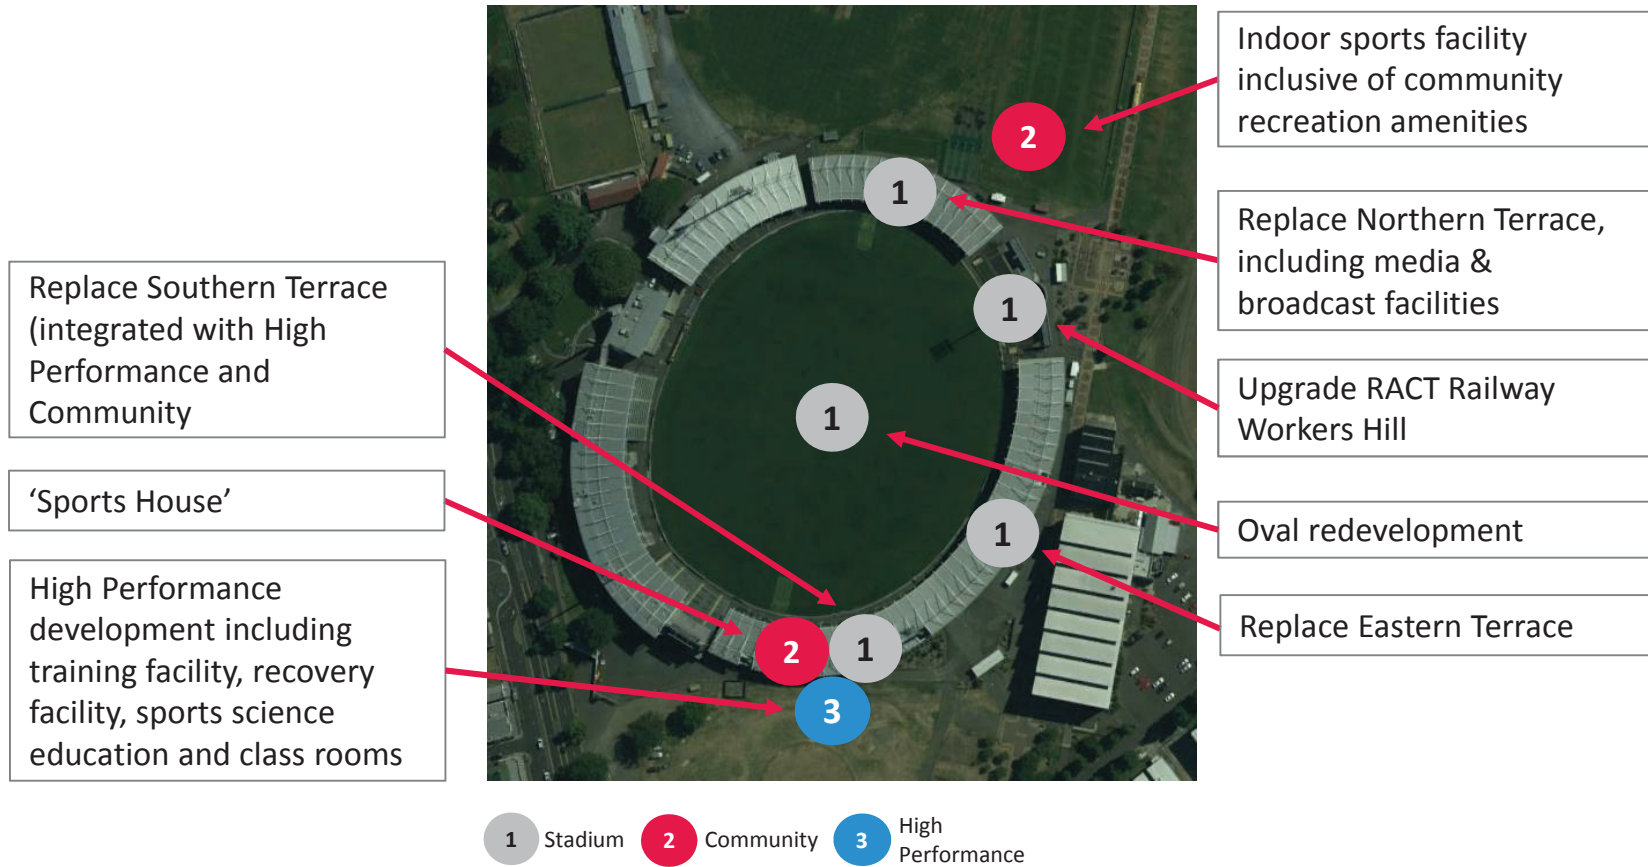 Indoor sports facility
inclusive of community
recreation amenities
2
1
Replace Northern Terrace,
including media &
broadcast facilities
Replace Southern Terrace
(integrated with High
Performance and
Community
1
Upgrade RACT Railway
Workers Hill
1
‘Sports House’
Oval redevelopment
1
High Performance
development including
training facility, recovery
facility, sports science
education and class rooms
Replace Eastern Terrace
2
1
3
1 Stadium
2 Community
3 High
Performance